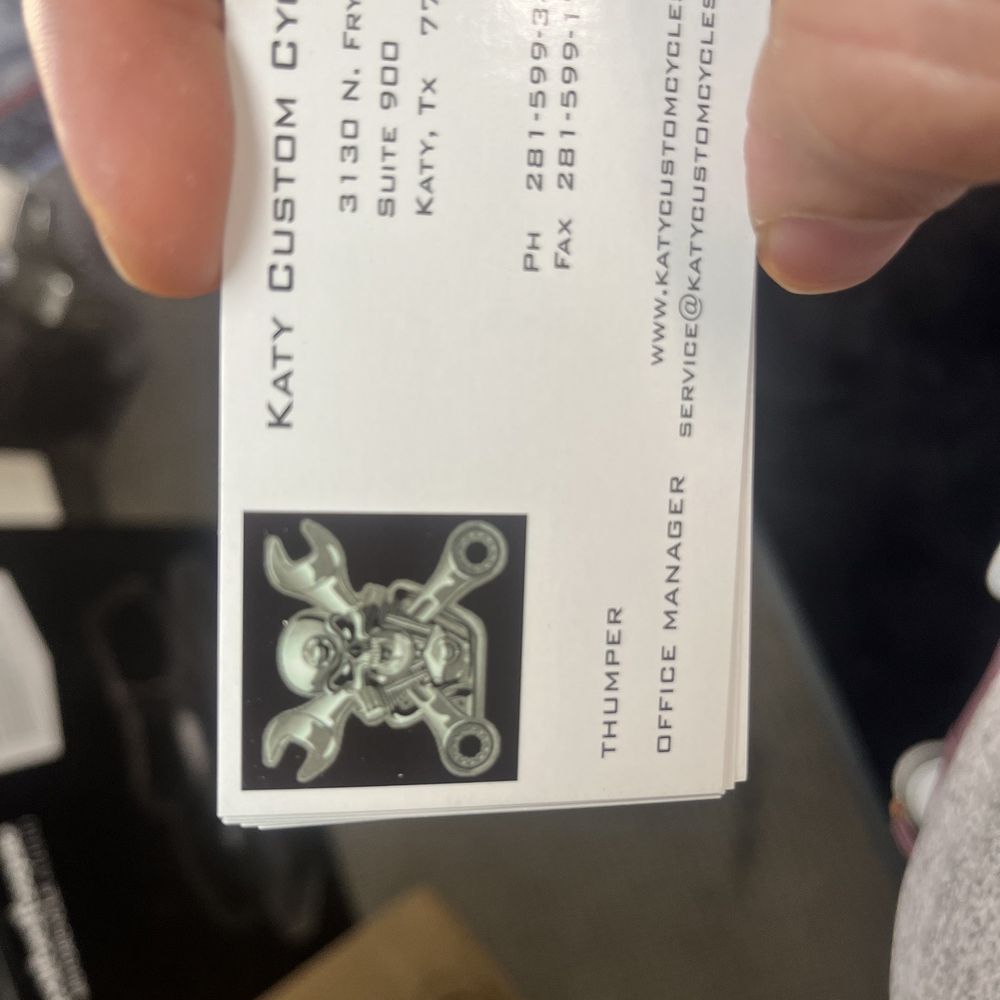 KATY CUSTOM
3130 N. FRY
SUITE 900
KATY, TX 77
PH 281-599-3
FAX 281-599-1
THUMPER
OFFICE MANAGER
WWW.KATYCUSTOMCYCLES
SERVICE@KATYCUSTOMCYCLES